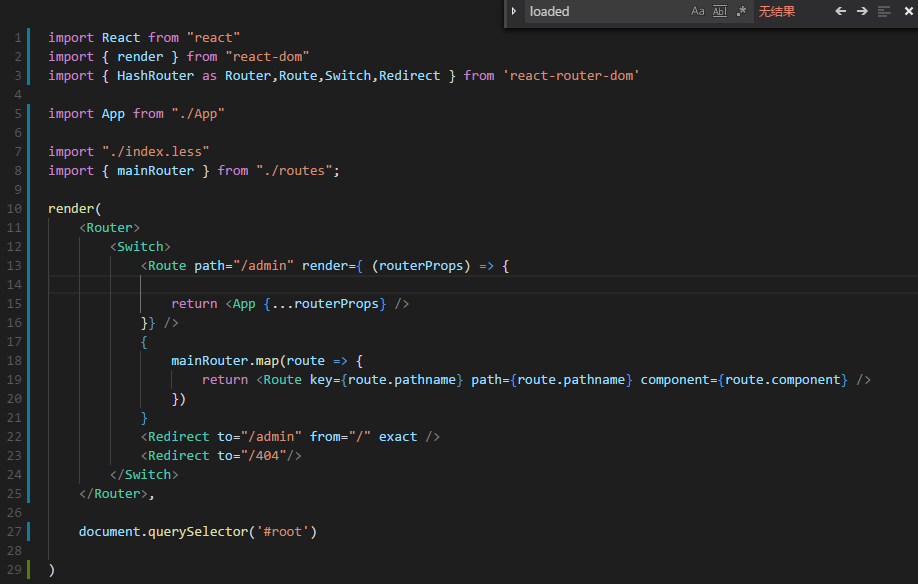 loaded Aa Abl .* 无结果
1 import React from "react"
2 import { render } from "react-dom"
3 import { HashRouter as Router,Route,Switch,Redirect } from 'react-router-dom'
4
5 import App from "./App"
6
7 import "./index.less"
8 import { mainRouter } from "./routes";
9
10 render(
11     <Router>
12         <Switch>
13             <Route path="/admin" render={ (routerProps) => {
14
15                 return <App {...routerProps} />
16             }} />
17             {
18                 mainRouter.map(route => {
19                     return <Route key={route.pathname} path={route.pathname} component={route.component} />
20                 })
21             }
22             <Redirect to="/admin" from="/" exact />
23             <Redirect to="/404"/>
24         </Switch>
25     </Router>,
26
27     document.querySelector('#root')
28
29 )